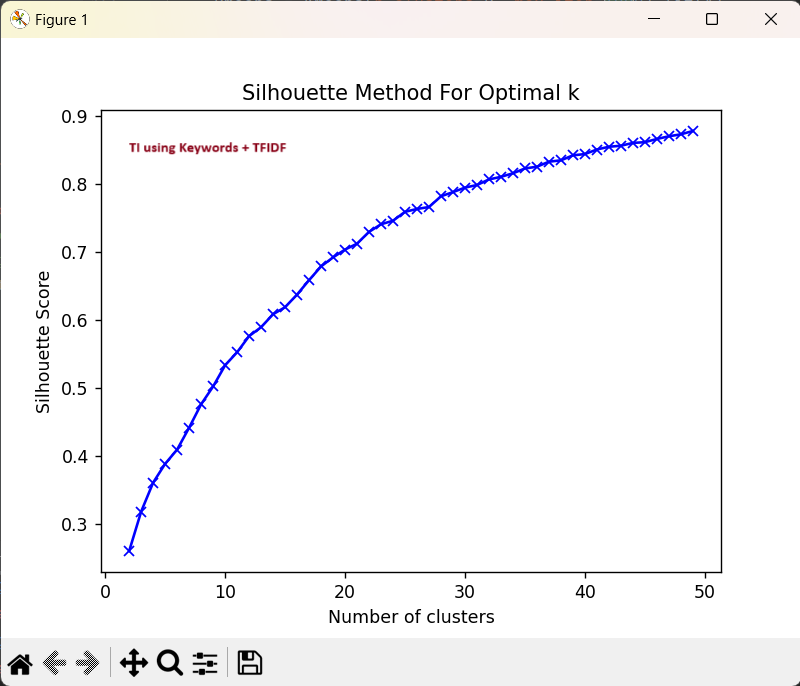 Figure 1
Silhouette Method For Optimal k
TI using Keywords + TFIDF
Silhouette Score
0.9
0.8
0.7
0.6
0.5
0.4
0.3
0 10 20 30 40 50
Number of clusters